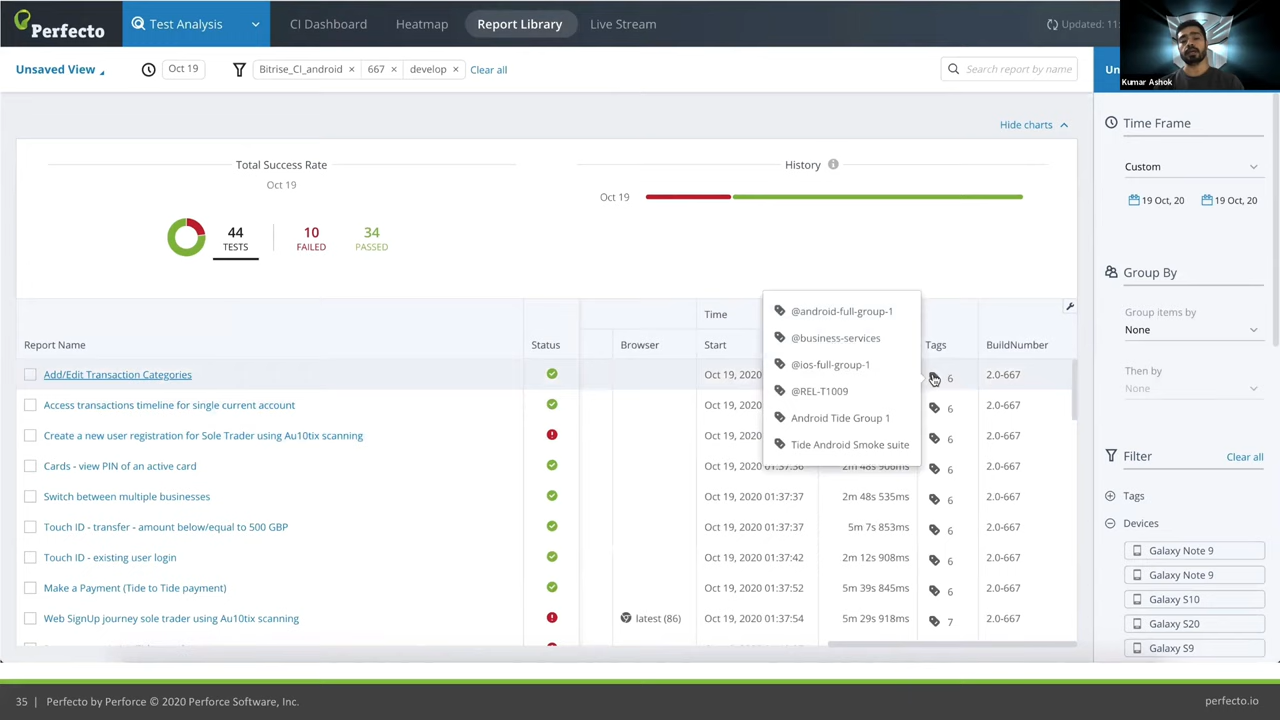 Perfecto
Test Analysis
CI Dashboard
Heatmap
Report Library
Live Stream
Updated: 11:
Kumar Ashok
Unsaved View
Oct 19
Bitrise_CI_android ×
667 ×
develop ×
Clear all
Search report by name
Un
Hide charts
Total Success Rate
Oct 19
44
TESTS
10
FAILED
34
PASSED
History
Oct 19
Time
Report Name
Status
Browser
Start
Tags
BuildNumber
@android-full-group-1
@business-services
@ios-full-group-1
@REL-T1009
Android Tide Group 1
Tide Android Smoke suite
Add/Edit Transaction Categories Oct 19, 2020 6 2.0-667
Access transactions timeline for single current account Oct 19, 2020 6 2.0-667
Create a new user registration for Sole Trader using Au10tix scanning Oct 19, 2020 6 2.0-667
Cards - view PIN of an active card Oct 19, 2020 01:37:36 2m 48s 906ms 6 2.0-667
Switch between multiple businesses Oct 19, 2020 01:37:37 2m 48s 535ms 6 2.0-667
Touch ID - transfer - amount below/equal to 500 GBP Oct 19, 2020 01:37:37 5m 7s 853ms 6 2.0-667
Touch ID - existing user login Oct 19, 2020 01:37:42 2m 12s 908ms 6 2.0-667
Make a Payment (Tide to Tide payment) Oct 19, 2020 01:37:52 5m 39s 845ms 6 2.0-667
Web SignUp journey sole trader using Au10tix scanning latest (86) Oct 19, 2020 01:37:54 5m 29s 918ms 7 2.0-667
Time Frame
Custom
19 Oct, 20
19 Oct, 20
Group By
Group items by
None
Then by
None
Filter
Clear all
Tags
Devices
Galaxy Note 9
Galaxy Note 9
Galaxy S10
Galaxy S20
Galaxy S9
35 | Perfecto by Perforce © 2020 Perforce Software, Inc.
perfecto.io